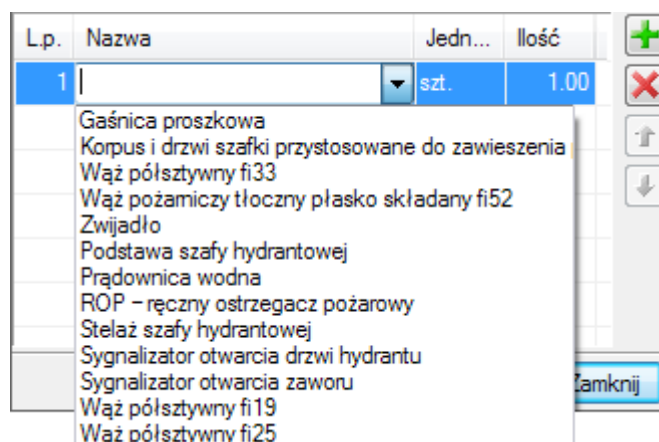 L.p. Nazwa Jedn... Ilość
1 szt. 1.00
Gaśnica proszkowa
Korpus i drzwi szafki przystosowane do zawieszenia
Wąż półsztywny fi33
Wąż pożarniczy tłoczny płasko składany fi52
Zwijadło
Podstawa szafy hydrantowej
Prądownica wodna
ROP – ręczny ostrzegacz pożarowy
Stelaż szafy hydrantowej
Sygnalizator otwarcia drzwi hydrantu
Sygnalizator otwarcia zaworu
Zamknij
Wąż półsztywny fi19
Wąż półsztywny fi25